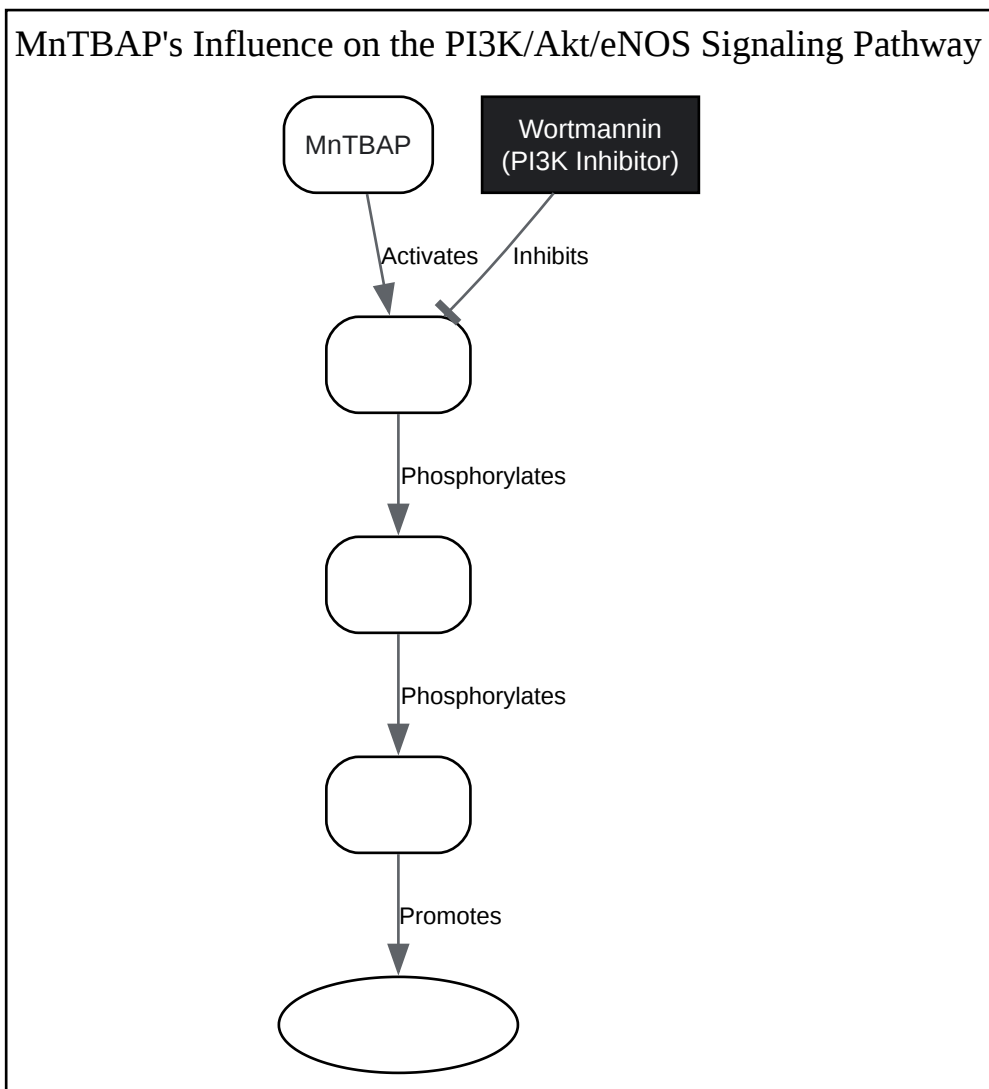 MnTBAP's Influence on the PI3K/Akt/eNOS Signaling Pathway
MnTBAP
Wortmannin
(PI3K Inhibitor)
Activates
Inhibits
Phosphorylates
Phosphorylates
Promotes